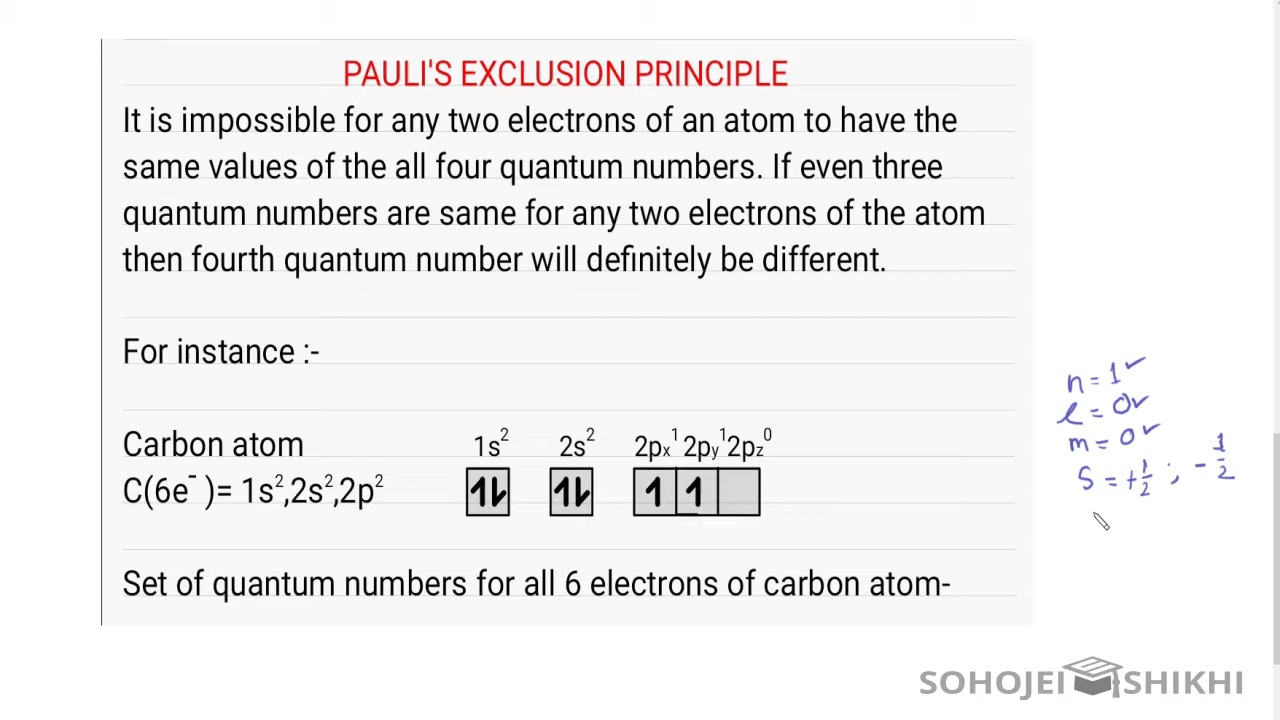 PAULI'S EXCLUSION PRINCIPLE
It is impossible for any two electrons of an atom to have the
same values of the all four quantum numbers. If even three
quantum numbers are same for any two electrons of the atom
then fourth quantum number will definitely be different.
For instance :-
Carbon atom 1s² 2s² 2px¹ 2py¹ 2pz⁰
C(6e⁻ )= 1s²,2s²,2p² 1⇂ 1⇂ 1 1
Set of quantum numbers for all 6 electrons of carbon atom-
n = 1 ✓
l = 0 ✓
m = 0 ✓
S = +1/2 ; -1/2
SOHOJEI SHIKHI